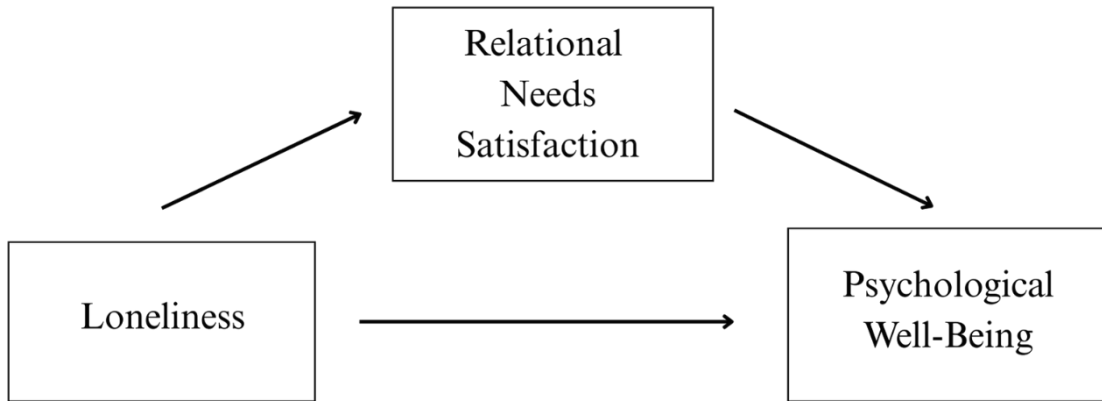 Relational
Needs
Satisfaction
Loneliness
Psychological
Well-Being